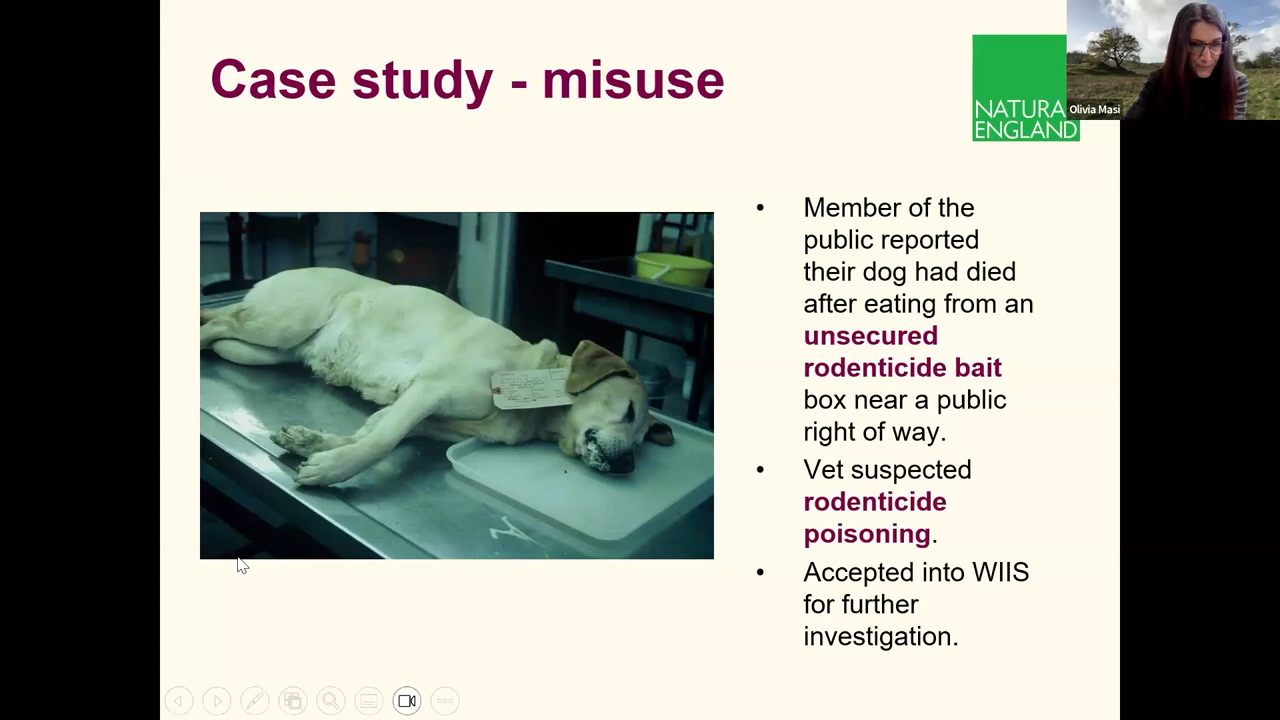 Case study - misuse
NATURA
ENGLAND
Olivia Masi
• Member of the
public reported
their dog had died
after eating from an
unsecured
rodenticide bait
box near a public
right of way.
• Vet suspected
rodenticide
poisoning.
• Accepted into WIIS
for further
investigation.